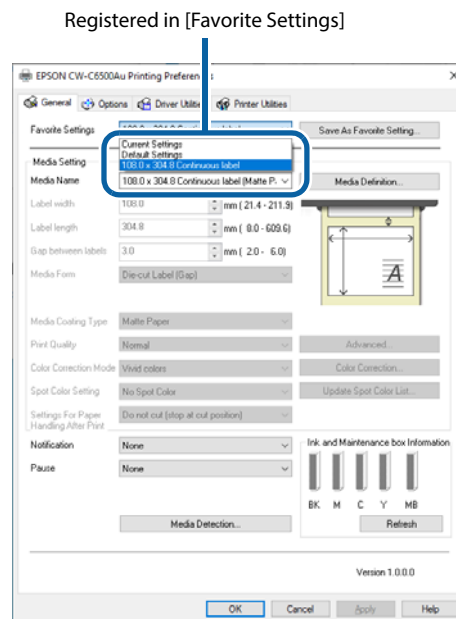 Registered in [Favorite Settings]
EPSON CW-C6500Au Printing Preferen
General Options Driver Utilitie Printer Utilities
Favorite Settings Save As Favorite Setting...
Current Settings
Default Settings
108.0 x 304.8 Continuous label
Media Setting
Media Name 108.0 x 304.8 Continuous label (Matte P Media Definition...
Label width 108.0 mm ( 21.4 - 211.9)
Label length 304.8 mm ( 8.0 - 609.6)
Gap between labels 3.0 mm ( 2.0 - 6.0)
Media Form Die-cut Label (Gap)
A
Media Coating Type Matte Paper
Print Quality Normal Advanced...
Color Correction Mode Vivid colors Color Correction...
Spot Color Setting No Spot Color Update Spot Color List...
Settings For Paper
Handling After Print Do not cut (stop at cut position)
Notification None Ink and Maintenance box Information
Pause None
BK M C Y MB
Media Detection... Refresh
Version 1.0.0.0
OK Cancel Apply Help